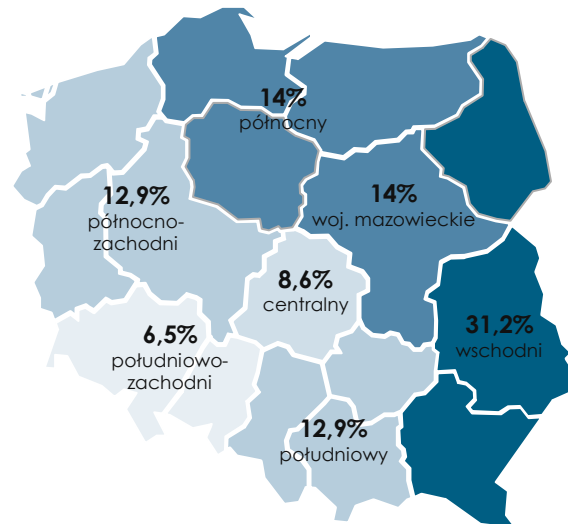 14%
północny
12,9%
północno-
zachodni
14%
woj. mazowieckie
8,6%
centralny
6,5%
południowo-
zachodni
31,2%
wschodni
12,9%
południowy